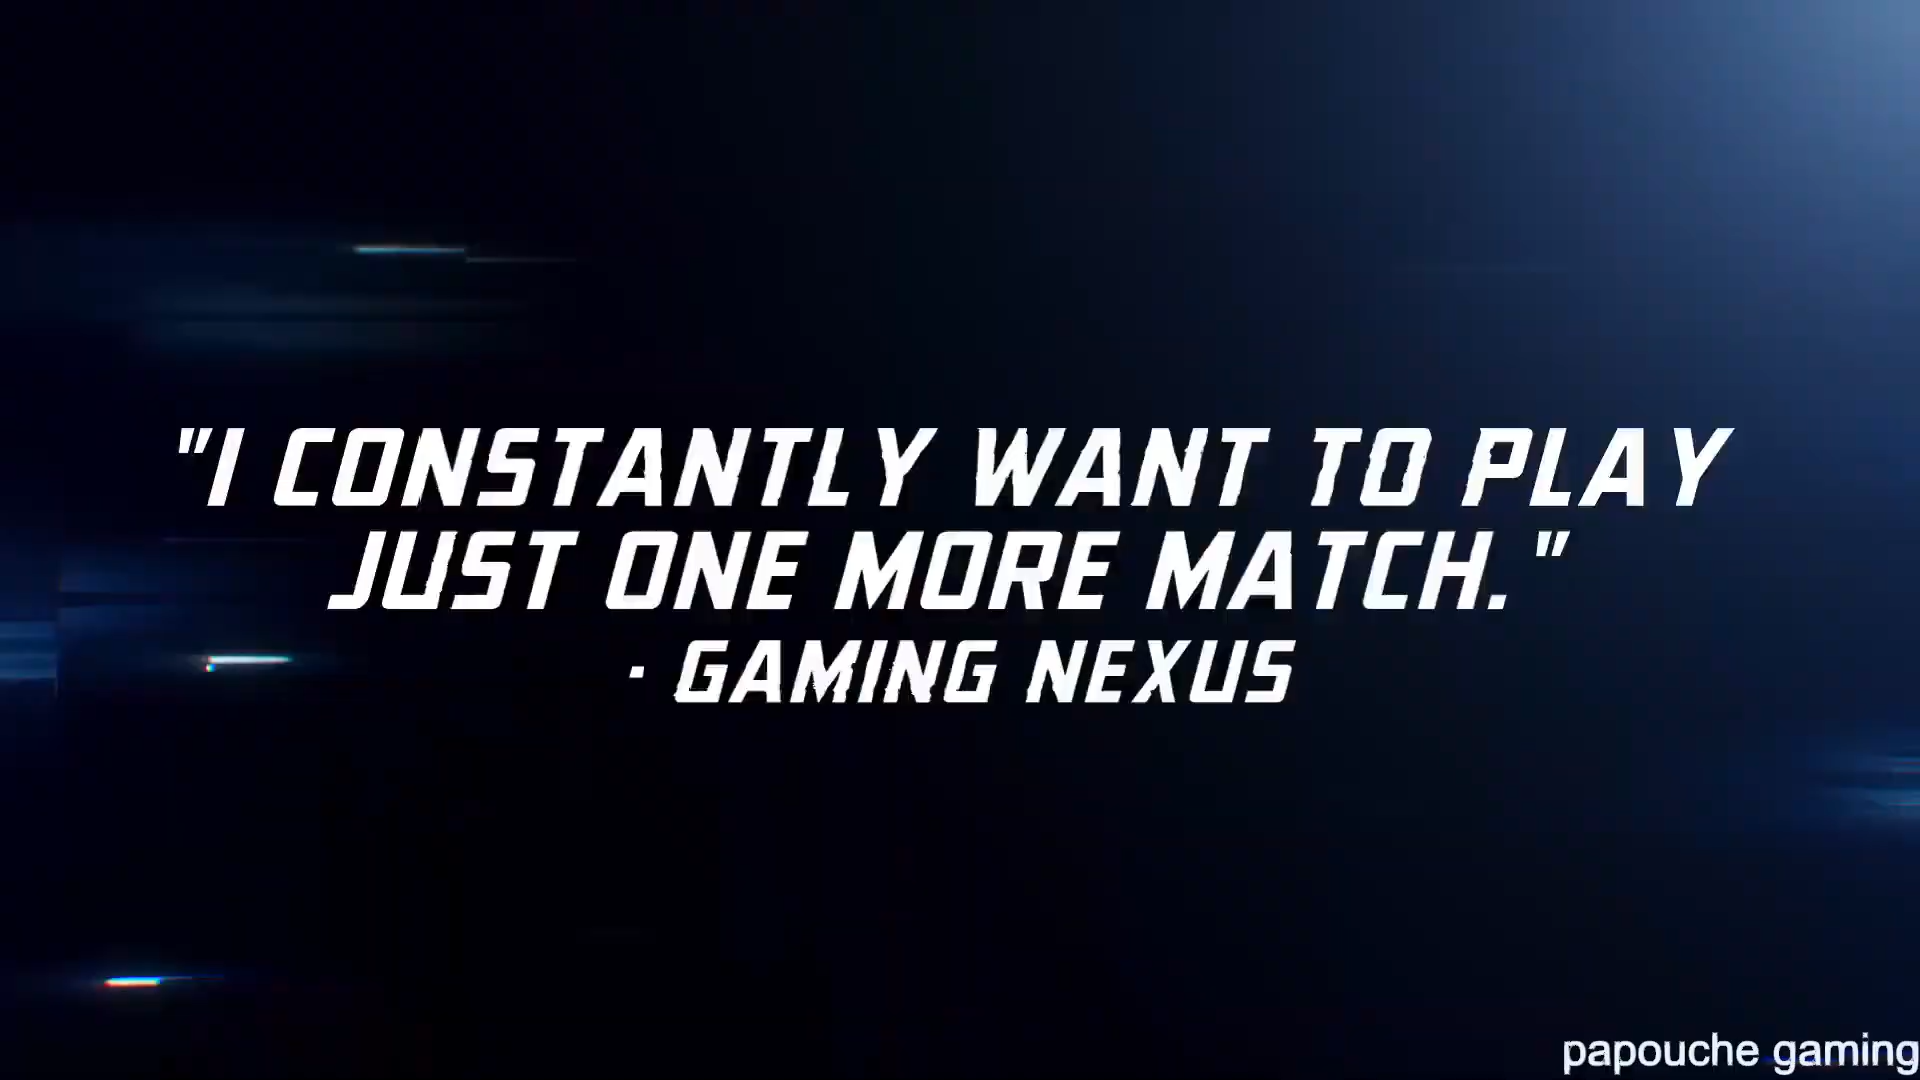 "I CONSTANTLY WANT TO PLAY
JUST ONE MORE MATCH."
- GAMING NEXUS
papouche gaming